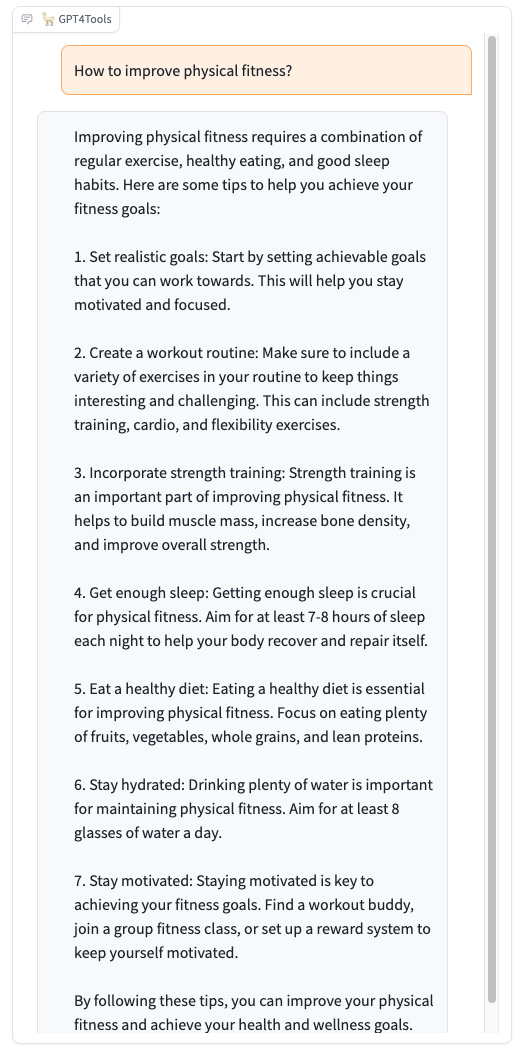 GPT4Tools
How to improve physical fitness?
Improving physical fitness requires a combination of
regular exercise, healthy eating, and good sleep
habits. Here are some tips to help you achieve your
fitness goals:
1. Set realistic goals: Start by setting achievable goals
that you can work towards. This will help you stay
motivated and focused.
2. Create a workout routine: Make sure to include a
variety of exercises in your routine to keep things
interesting and challenging. This can include strength
training, cardio, and flexibility exercises.
3. Incorporate strength training: Strength training is
an important part of improving physical fitness. It
helps to build muscle mass, increase bone density,
and improve overall strength.
4. Get enough sleep: Getting enough sleep is crucial
for physical fitness. Aim for at least 7-8 hours of sleep
each night to help your body recover and repair itself.
5. Eat a healthy diet: Eating a healthy diet is essential
for improving physical fitness. Focus on eating plenty
of fruits, vegetables, whole grains, and lean proteins.
6. Stay hydrated: Drinking plenty of water is important
for maintaining physical fitness. Aim for at least 8
glasses of water a day.
7. Stay motivated: Staying motivated is key to
achieving your fitness goals. Find a workout buddy,
join a group fitness class, or set up a reward system to
keep yourself motivated.
By following these tips, you can improve your physical
fitness and achieve your health and wellness goals.